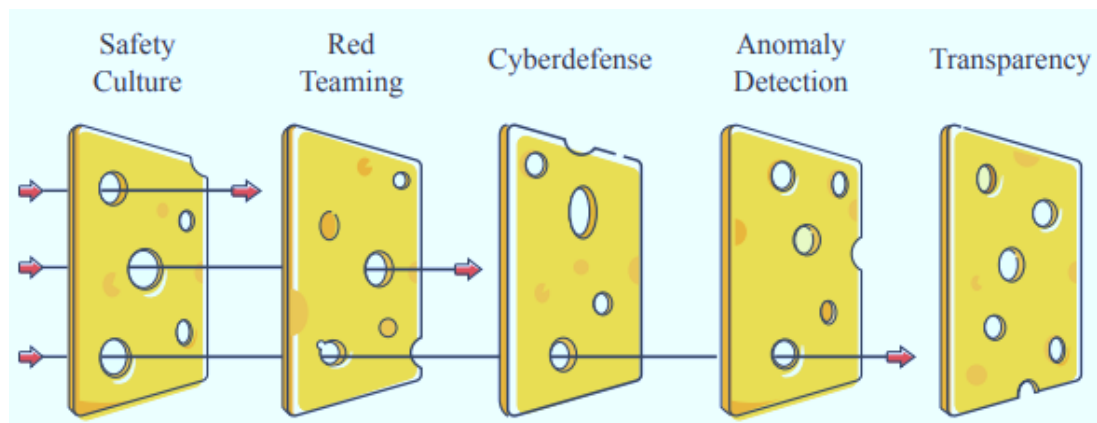 Safety
Culture
Red
Teaming
Cyberdefense
Anomaly
Detection
Transparency